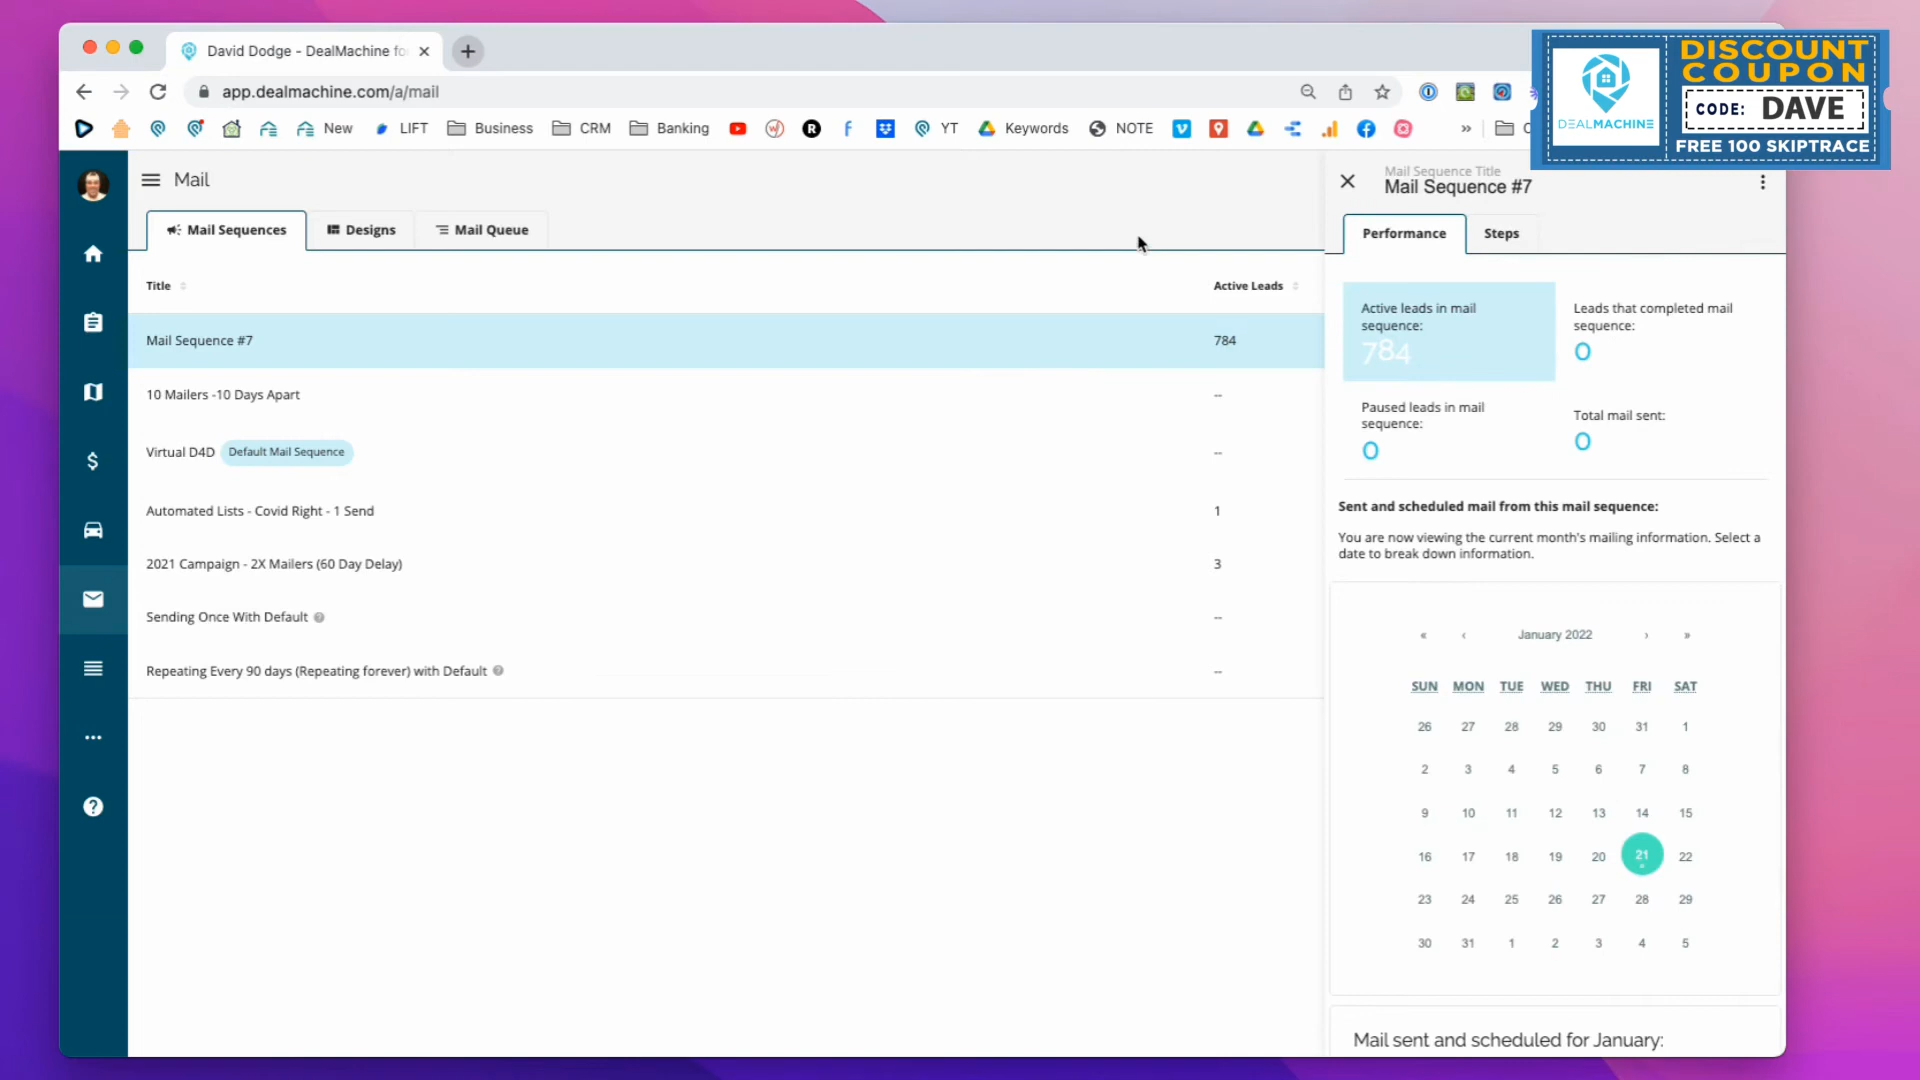 David Dodge - DealMachine fo
app.dealmachine.com/a/mail
New
LIFT
Business
CRM
Banking
YT
Keywords
NOTE
DEALMACHINE
DISCOUNT
COUPON
CODE: DAVE
FREE 100 SKIPTRACE
Mail
Mail Sequences
Designs
Mail Queue
Title
Active Leads
Mail Sequence #7
784
10 Mailers -10 Days Apart
--
Virtual D4D
Default Mail Sequence
--
Automated Lists - Covid Right - 1 Send
1
2021 Campaign - 2X Mailers (60 Day Delay)
3
Sending Once With Default
--
Repeating Every 90 days (Repeating forever) with Default
--
Mail Sequence Title
Mail Sequence #7
Performance
Steps
Active leads in mail
sequence:
784
Leads that completed mail
sequence:
0
Paused leads in mail
sequence:
0
Total mail sent:
0
Sent and scheduled mail from this mail sequence:
You are now viewing the current month's mailing information. Select a
date to break down information.
« ‹ January 2022 › »
SUN MON TUE WED THU FRI SAT
26 27 28 29 30 31 1
2 3 4 5 6 7 8
9 10 11 12 13 14 15
16 17 18 19 20 21 22
23 24 25 26 27 28 29
30 31 1 2 3 4 5
Mail sent and scheduled for January: